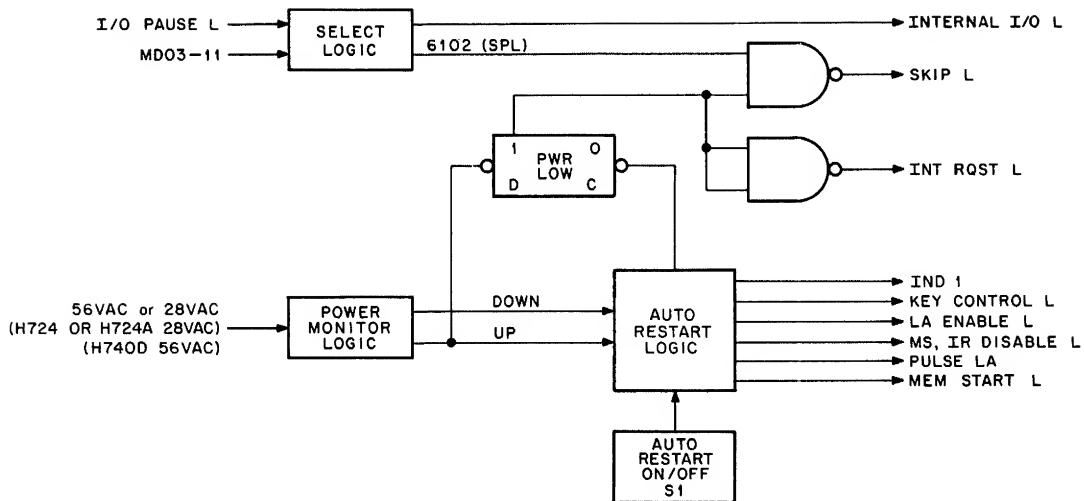 I/O PAUSE L
MD03-11
SELECT
LOGIC
6102 (SPL)
INTERNAL I/O L
SKIP L
1 0
PWR
LOW
D C
INT RQST L
56VAC or 28VAC
(H724 OR H724A 28VAC)
(H740D 56VAC)
POWER
MONITOR
LOGIC
DOWN
UP
AUTO
RESTART
LOGIC
IND 1
KEY CONTROL L
LA ENABLE L
MS, IR DISABLE L
PULSE LA
MEM START L
AUTO
RESTART
ON/OFF
S1